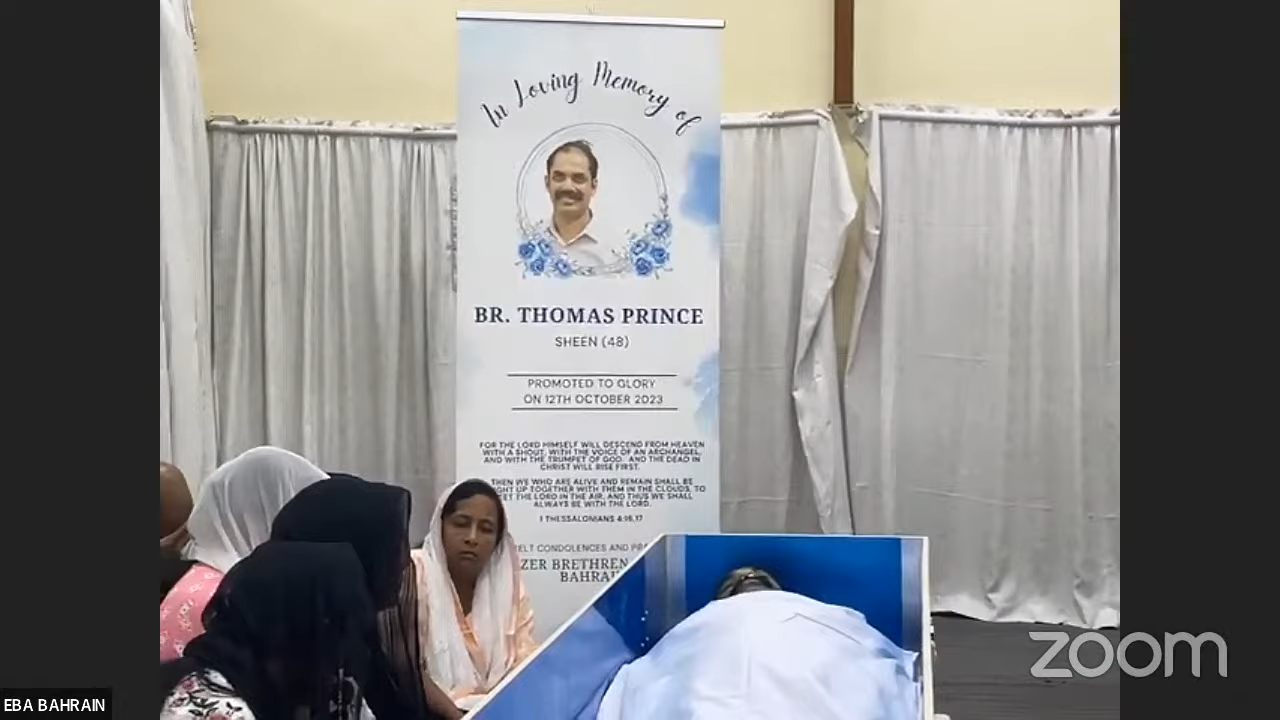 In Loving Memory of
BR. THOMAS PRINCE
SHEEN (48)
PROMOTED TO GLORY
ON 12TH OCTOBER 2023
FOR THE LORD HIMSELF WILL DESCEND FROM HEAVEN
WITH A SHOUT, WITH THE VOICE OF AN ARCHANGEL,
AND WITH THE TRUMPET OF GOD. AND THE DEAD IN
CHRIST WILL RISE FIRST.
THEN WE WHO ARE ALIVE AND REMAIN SHALL BE
UP TOGETHER WITH THEM IN THE CLOUDS, TO
THE LORD IN THE AIR, AND THUS WE SHALL
ALWAYS BE WITH THE LORD.
1 THESSALONIANS 4:16,17
CONDOLENCES AND
BRETHREN
BAHRAI
zoom
EBA BAHRAIN